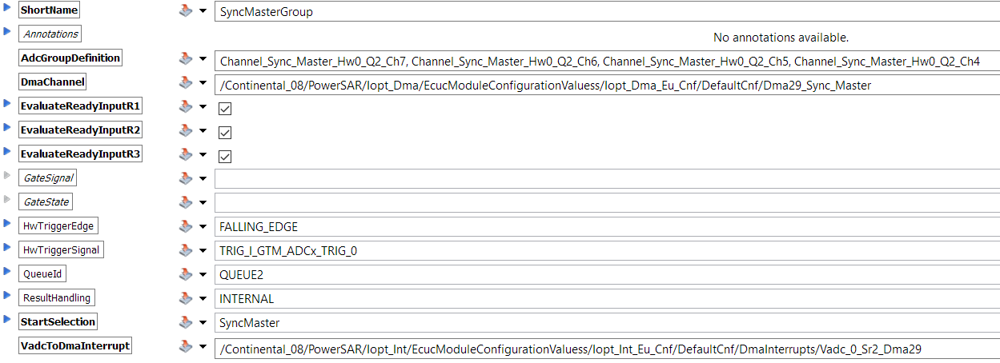 ShortName SyncMasterGroup
Annotations No annotations available.
AdcGroupDefinition Channel_Sync_Master_Hw0_Q2_Ch7, Channel_Sync_Master_Hw0_Q2_Ch6, Channel_Sync_Master_Hw0_Q2_Ch5, Channel_Sync_Master_Hw0_Q2_Ch4
DmaChannel /Continental_08/PowerSAR/Iopt_Dma/EcucModuleConfigurationValuess/Iopt_Dma_Eu_Cnf/DefaultCnf/Dma29_Sync_Master
EvaluateReadyInputR1
EvaluateReadyInputR2
EvaluateReadyInputR3
GateSignal
GateState
HwTriggerEdge FALLING_EDGE
HwTriggerSignal TRIG_I_GTM_ADCx_TRIG_0
QueueId QUEUE2
ResultHandling INTERNAL
StartSelection SyncMaster
VadcToDmaInterrupt /Continental_08/PowerSAR/Iopt_Int/EcucModuleConfigurationValuess/Iopt_Int_Eu_Cnf/DefaultCnf/DmaInterrupts/Vadc_0_Sr2_Dma29